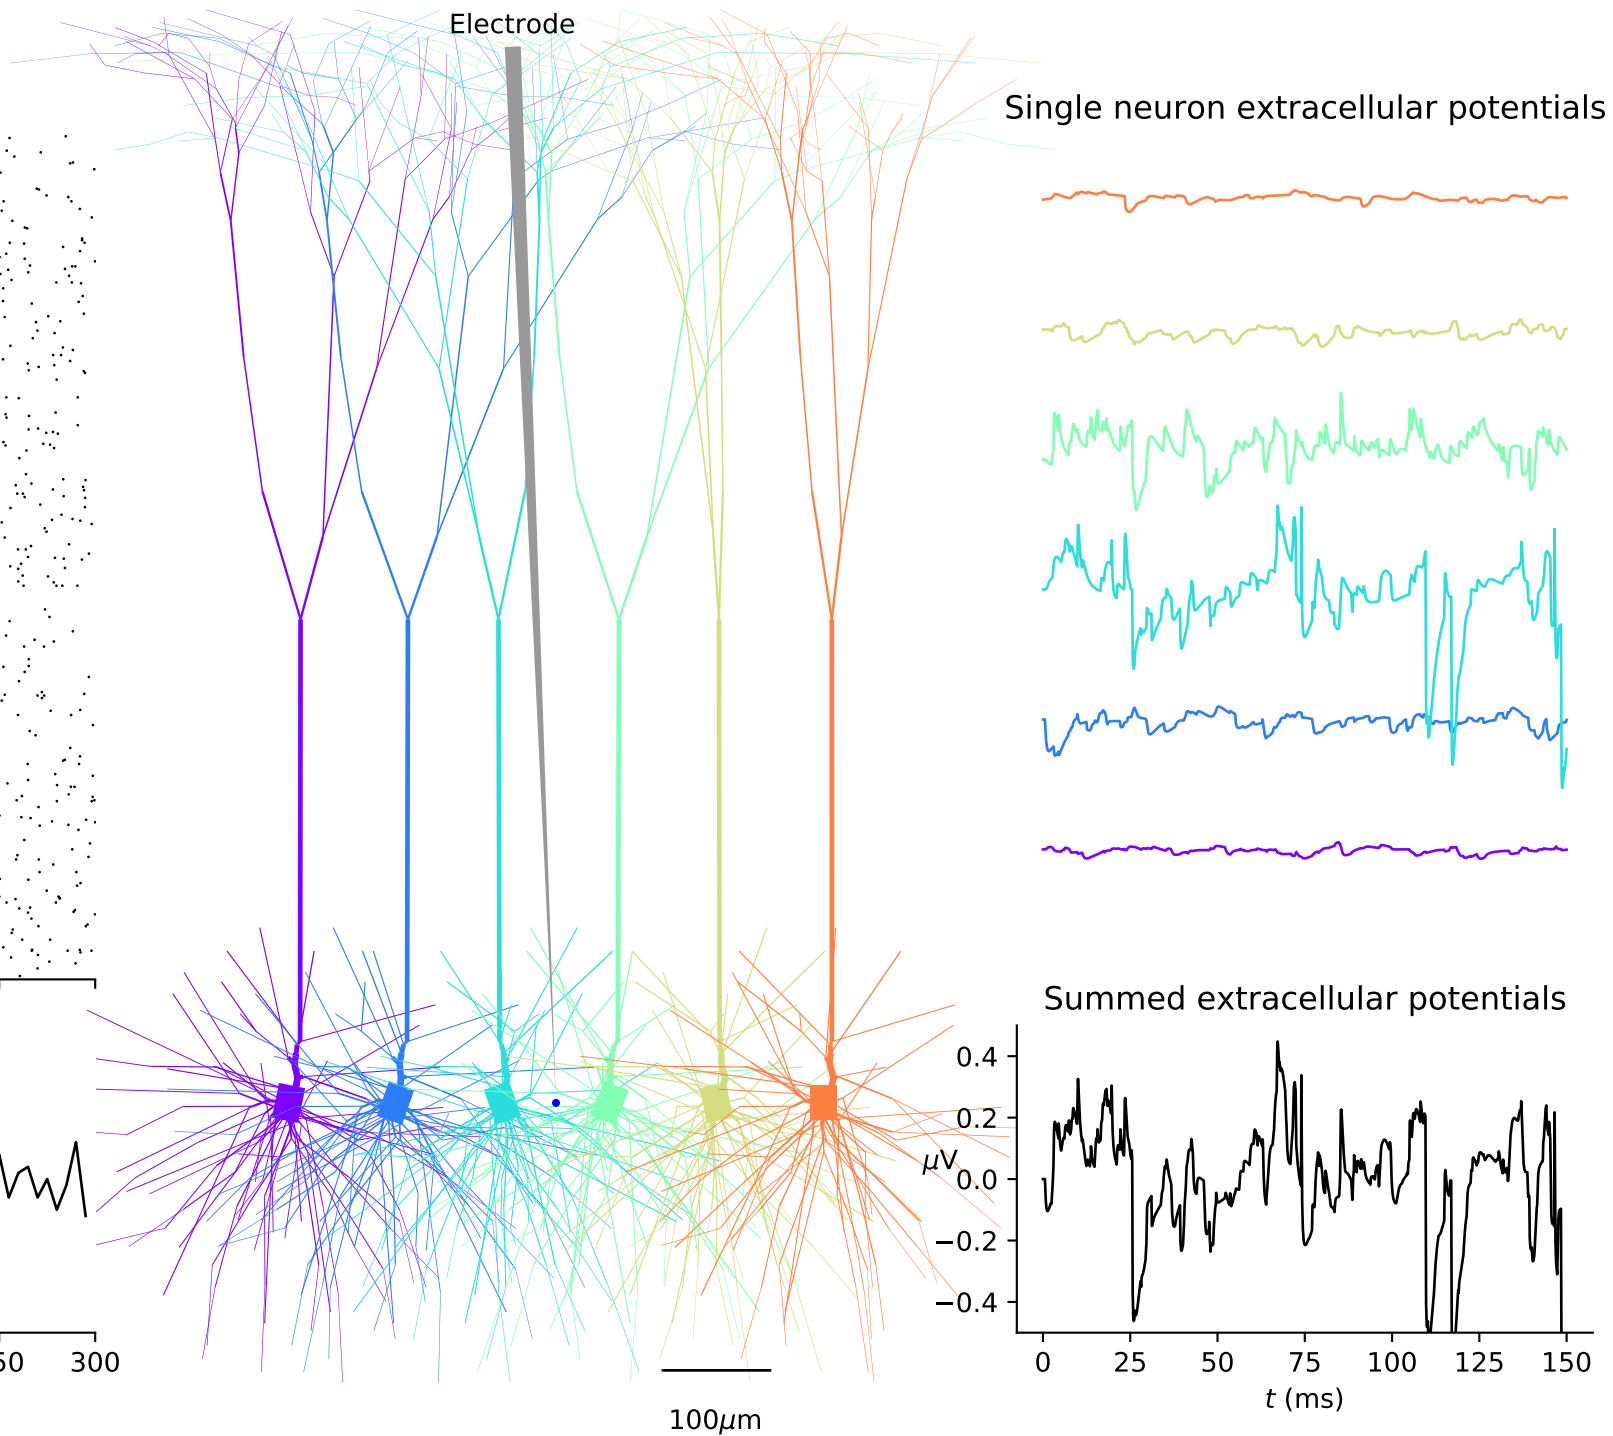 Electrode
Single neuron extracellular potentials
Summed extracellular potentials
0.4
0.2
μV
0.0
−0.2
−0.4
0 25 50 75 100 125 150
t (ms)
50 300
100μm